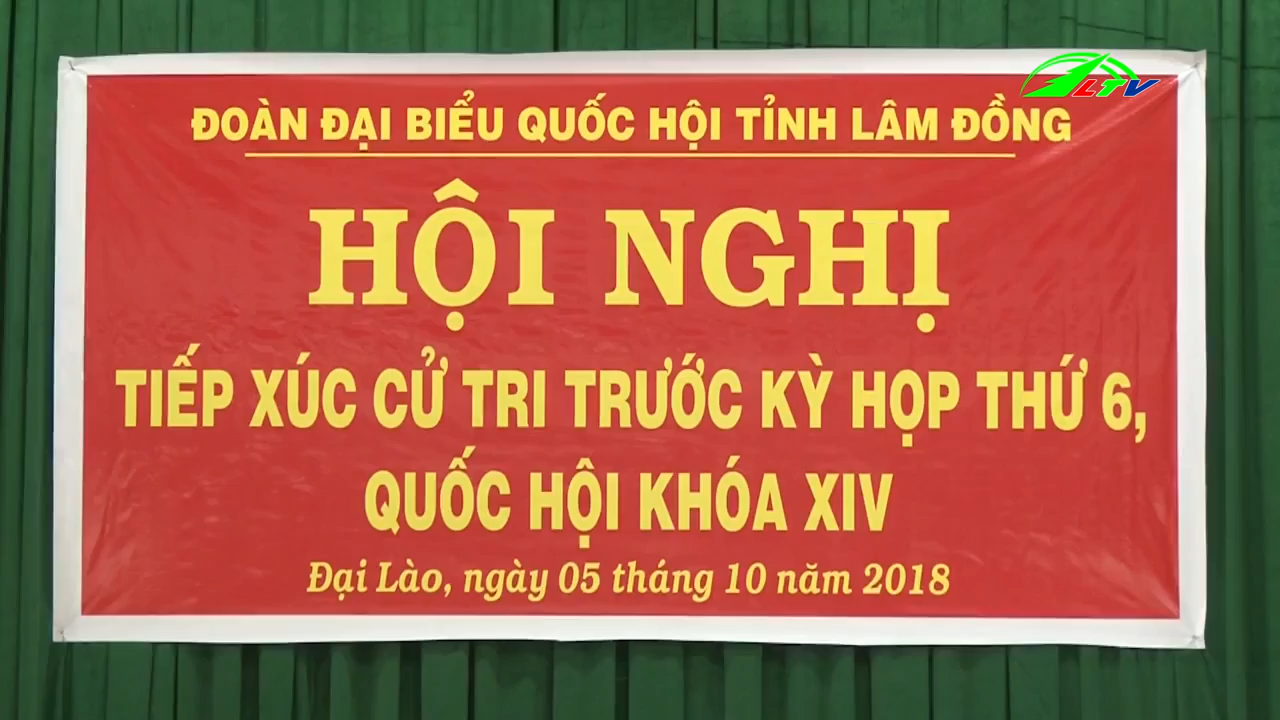 LTV
ĐOÀN ĐẠI BIỂU QUỐC HỘI TỈNH LÂM ĐỒNG
HỘI NGHỊ
TIẾP XÚC CỬ TRI TRƯỚC KỲ HỌP THỨ 6,
QUỐC HỘI KHÓA XIV
Đại Lào, ngày 05 tháng 10 năm 2018